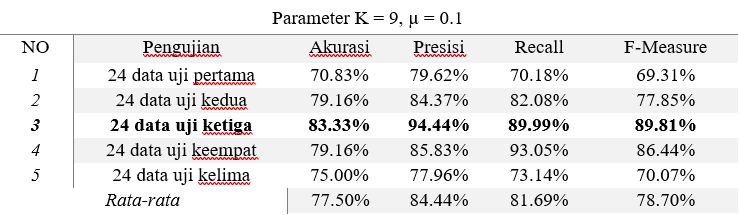 Parameter K = 9, µ = 0.1
NO Pengujian Akurasi Presisi Recall F-Measure
1 24 data uji pertama 70.83% 79.62% 70.18% 69.31%
2 24 data uji kedua 79.16% 84.37% 82.08% 77.85%
3 24 data uji ketiga 83.33% 94.44% 89.99% 89.81%
4 24 data uji keempat 79.16% 85.83% 93.05% 86.44%
5 24 data uji kelima 75.00% 77.96% 73.14% 70.07%
Rata-rata 77.50% 84.44% 81.69% 78.70%